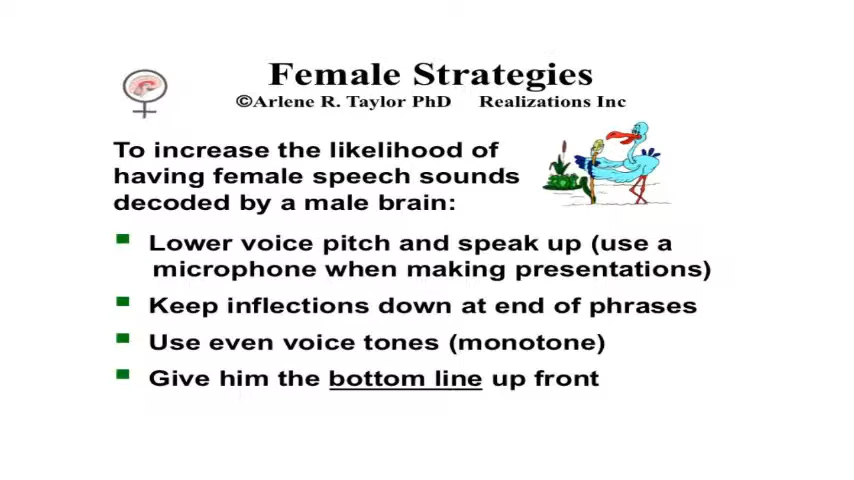 Female Strategies
©Arlene R. Taylor PhD Realizations Inc
To increase the likelihood of
having female speech sounds
decoded by a male brain:
▪ Lower voice pitch and speak up (use a
microphone when making presentations)
▪ Keep inflections down at end of phrases
▪ Use even voice tones (monotone)
▪ Give him the bottom line up front